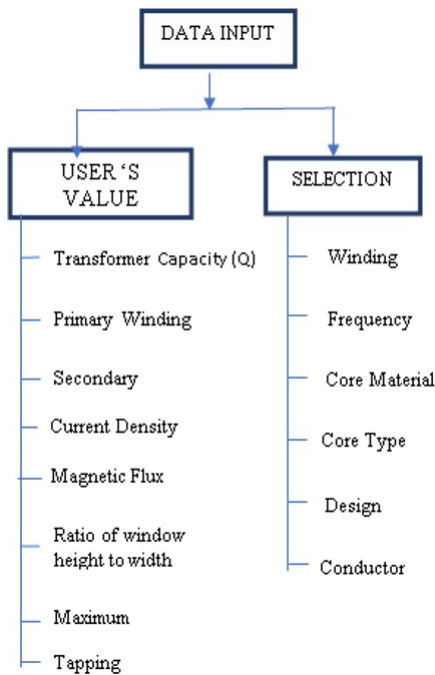 DATA INPUT
USER ‘S
VALUE
Transformer Capacity (Q)
Primary Winding
Secondary
Current Density
Magnetic Flux
Ratio of window
height to width
Maximum
Tapping
SELECTION
Winding
Frequency
Core Material
Core Type
Design
Conductor